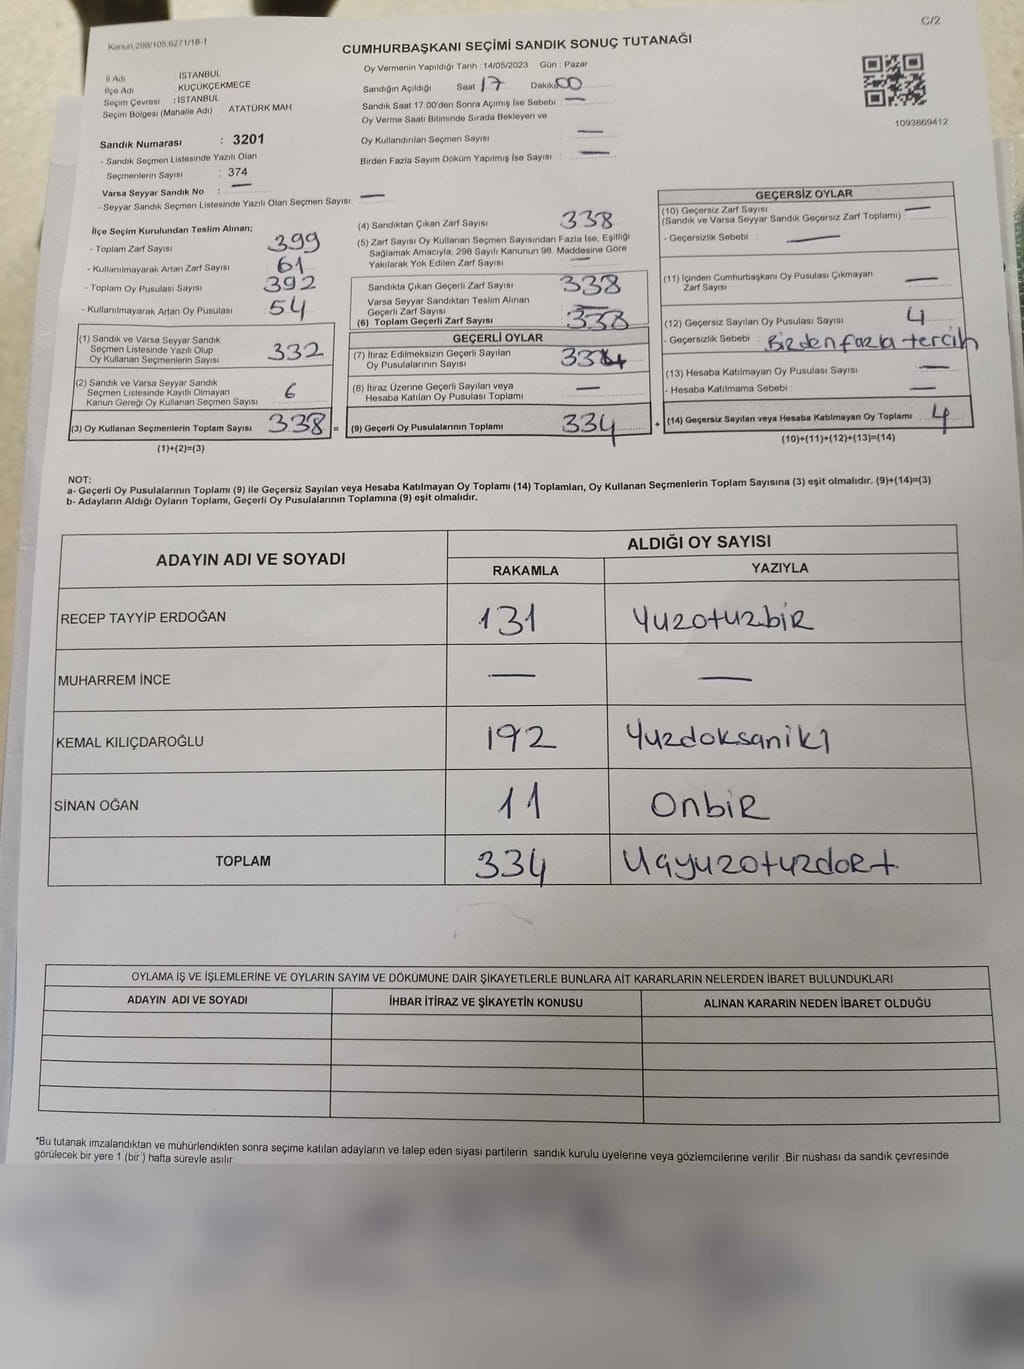 C/2
Kanun 298/105,6271/18-1
CUMHURBAŞKANI SEÇİMİ SANDIK SONUÇ TUTANAĞI
İl Adı : İSTANBUL
İlçe Adı : KÜÇÜKÇEKMECE
Seçim Çevresi : İSTANBUL
Seçim Bölgesi (Mahalle Adı) : ATATÜRK MAH.
Sandık Numarası : 3201
- Sandık Seçmen Listesinde Yazılı Olan
Seçmenlerin Sayısı : 374
Varsa Seyyar Sandık No : —
- Seyyar Sandık Seçmen Listesinde Yazılı Olan Seçmen Sayısı : —
Oy Vermenin Yapıldığı Tarih : 14/05/2023 Gün : Pazar
Sandığın Açıldığı Saat 17 Dakika 00
Sandık Saat 17.00'den Sonra Açımış İse Sebebi : —
Oy Verme Saati Bitiminde Sırada Bekleyen ve
Oy Kullandırılan Seçmen Sayısı : —
Birden Fazla Sayım Döküm Yapılmış İse Sayısı : —
1093869412
İlçe Seçim Kurulundan Teslim Alınan;
- Toplam Zarf Sayısı 399
- Kullanılmayarak Artan Zarf Sayısı 61
- Toplam Oy Pusulası Sayısı 392
- Kullanılmayarak Artan Oy Pusulası 54
(1) Sandık ve Varsa Seyyar Sandık
Seçmen Listesinde Yazılı Olup
Oy Kullanan Seçmenlerin Sayısı 332
(2) Sandık ve Varsa Seyyar Sandık
Seçmen Listesinde Kayıtlı Olmayan
Kanun Gereği Oy Kullanan Seçmen Sayısı 6
(3) Oy Kullanan Seçmenlerin Toplam Sayısı 338 =
(1)+(2)=(3)
(4) Sandıktan Çıkan Zarf Sayısı 338
(5) Zarf Sayısı Oy Kullanan Seçmen Sayısından Fazla İse, Eşitliği
Sağlamak Amacıyla, 298 Sayılı Kanunun 98. Maddesine Göre
Yakılarak Yok Edilen Zarf Sayısı —
Sandıkta Çıkan Geçerli Zarf Sayısı 338
Varsa Seyyar Sandıktan Teslim Alınan
Geçerli Zarf Sayısı —
(6) Toplam Geçerli Zarf Sayısı 338
GEÇERLİ OYLAR
(7) İtiraz Edilmeksizin Geçerli Sayılan
Oy Pusulalarının Sayısı 334
(8) İtiraz Üzerine Geçerli Sayılan veya
Hesaba Katılan Oy Pusulası Toplamı —
(9) Geçerli Oy Pusulalarının Toplamı 334 +
GEÇERSİZ OYLAR
(10) Geçersiz Zarf Sayısı
(Sandık ve Varsa Seyyar Sandık Geçersiz Zarf Toplamı) : —
- Geçersizlik Sebebi : —
(11) İçinden Cumhurbaşkanı Oy Pusulası Çıkmayan
Zarf Sayısı —
(12) Geçersiz Sayılan Oy Pusulası Sayısı 4
- Geçersizlik Sebebi : Birden fazla tercih
(13) Hesaba Katılmayan Oy Pusulası Sayısı —
- Hesaba Katılmama Sebebi : —
(14) Geçersiz Sayılan veya Hesaba Katılmayan Oy Toplamı : 4
(10)+(11)+(12)+(13)=(14)
NOT:
a- Geçerli Oy Pusulalarının Toplamı (9) ile Geçersiz Sayılan veya Hesaba Katılmayan Oy Toplamı (14) Toplamları, Oy Kullanan Seçmenlerin Toplam Sayısına (3) eşit olmalıdır. (9)+(14)=(3)
b- Adayların Aldığı Oyların Toplamı, Geçerli Oy Pusulalarının Toplamına (9) eşit olmalıdır.
ADAYIN ADI VE SOYADI ALDIĞI OY SAYISI
RAKAMLA YAZIYLA
RECEP TAYYİP ERDOĞAN 131 Yuzotuzbir
MUHARREM İNCE — —
KEMAL KILIÇDAROĞLU 192 Yuzdoksaniki
SİNAN OĞAN 11 Onbir
TOPLAM 334 Uçyuzotuzdort.
OYLAMA İŞ VE İŞLEMLERİNE VE OYLARIN SAYIM VE DÖKÜMÜNE DAİR ŞİKAYETLERLE BUNLARA AİT KARARLARIN NELERDEN İBARET BULUNDUKLARI
ADAYIN ADI VE SOYADI İHBAR İTİRAZ VE ŞİKAYETİN KONUSU ALINAN KARARIN NEDEN İBARET OLDUĞU
*Bu tutanak imzalandıktan ve mühürlendikten sonra seçime katılan adayların ve talep eden siyasi partilerin sandık kurulu üyelerine veya gözlemcilerine verilir .Bir nüshası da sandık çevresinde
görülecek bir yere 1 (bir ) hafta süreyle asılır